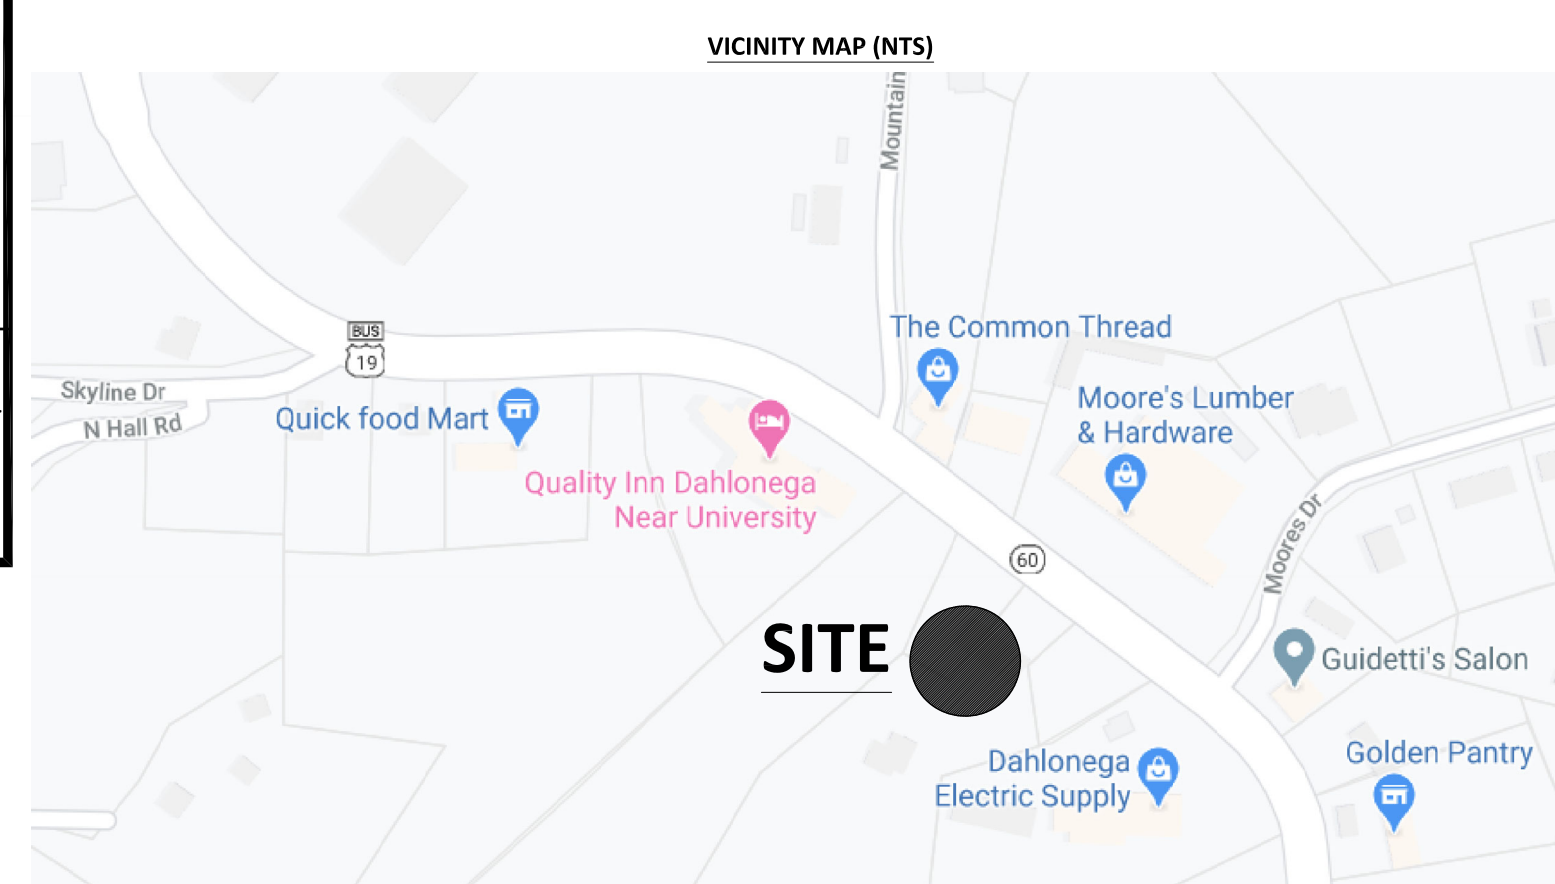 VICINITY MAP (NTS)
Mountain
The Common Thread
BUS
19
Skyline Dr
N Hall Rd
Quick food Mart
Moore's Lumber
& Hardware
Quality Inn Dahlonega
Near University
Moores Dr
60
SITE
Guidetti's Salon
Dahlonega
Electric Supply
Golden Pantry